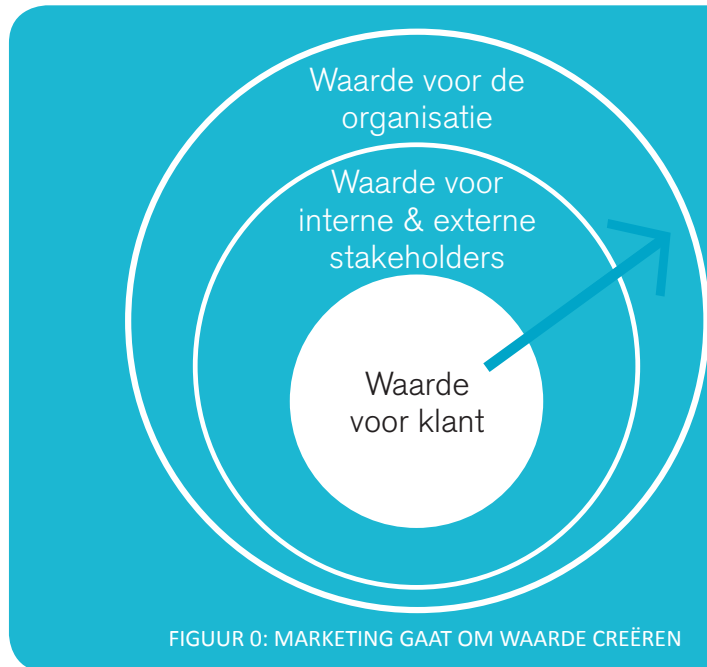 Waarde voor de
organisatie
Waarde voor
interne & externe
stakeholders
Waarde
voor klant
FIGUUR 0: MARKETING GAAT OM WAARDE CREËREN